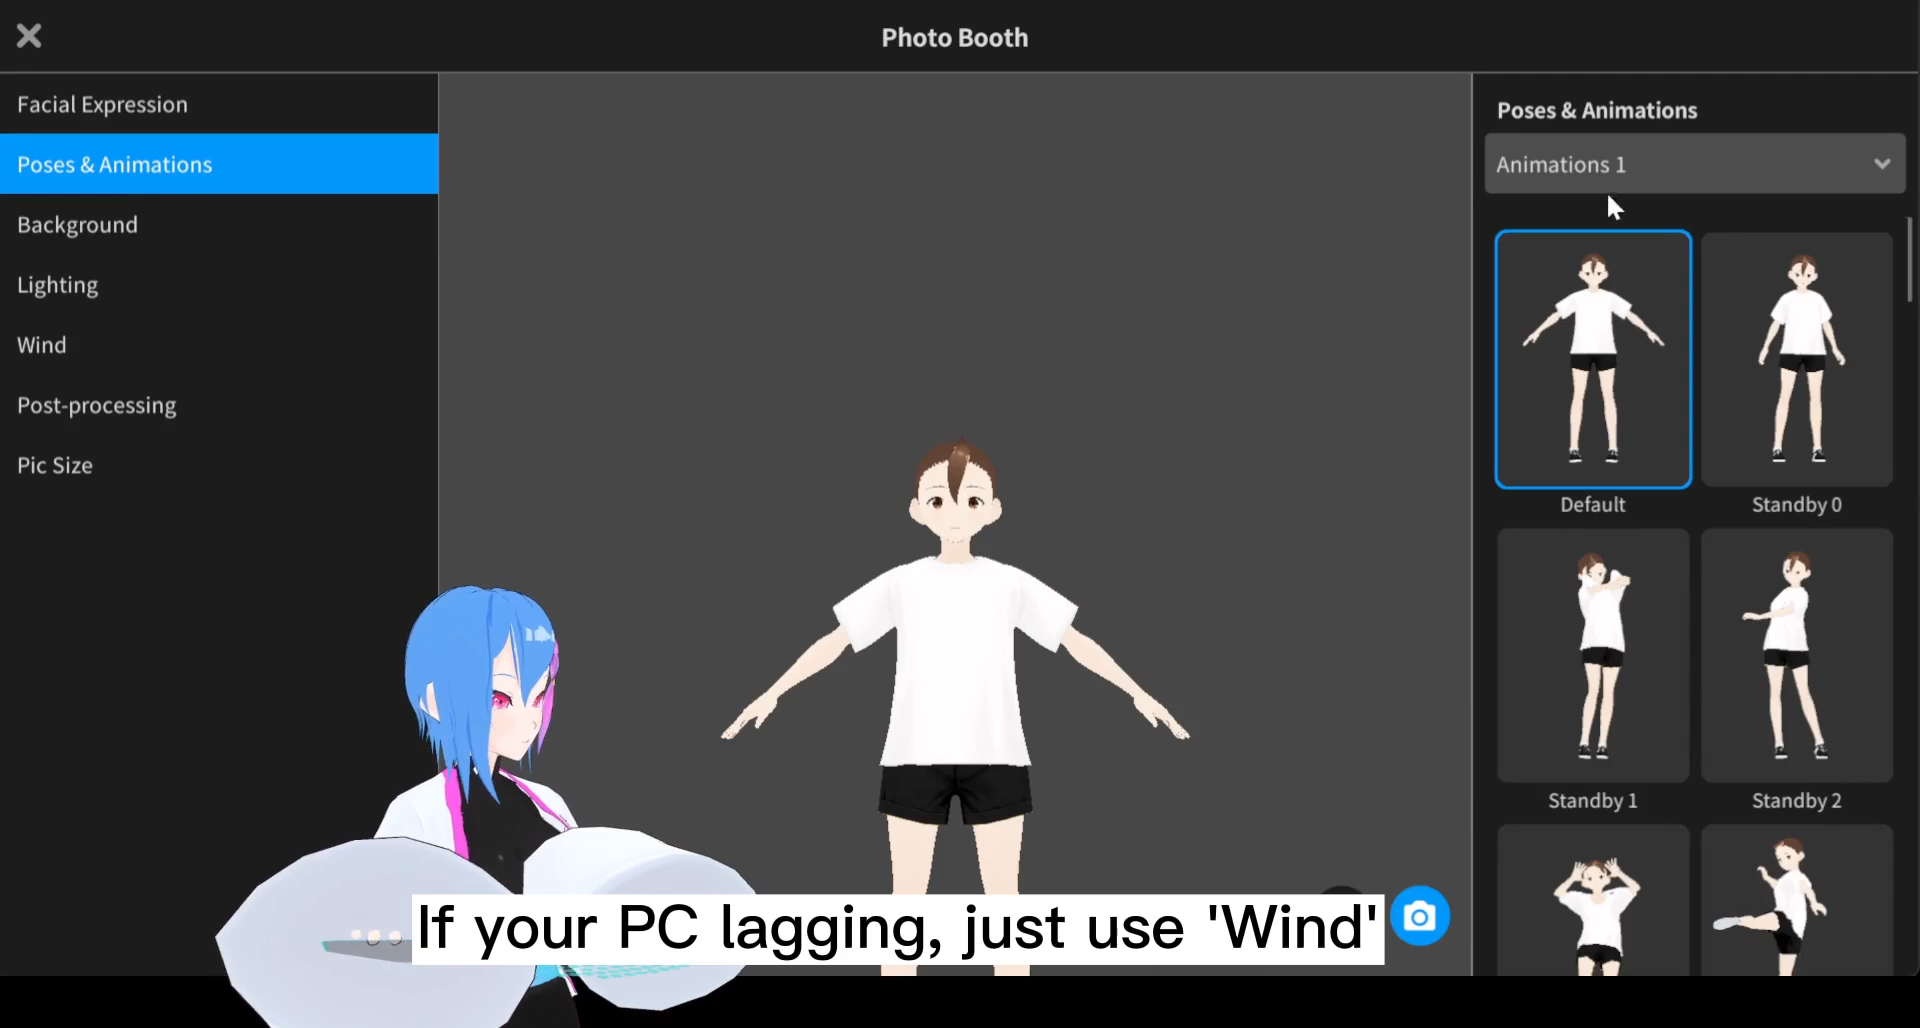 Photo Booth
Facial Expression
Poses & Animations
Background
Lighting
Wind
Post-processing
Pic Size
Poses & Animations
Animations 1
Default
Standby 0
Standby 1
Standby 2
If your PC lagging, just use 'Wind'